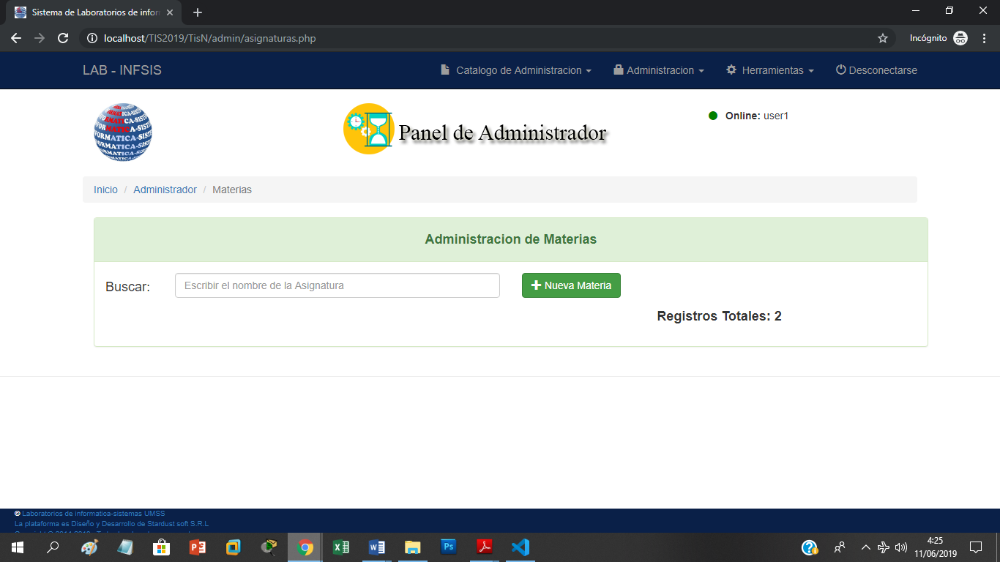 Sistema de Laboratorios de infor
localhost/TIS2019/TisN/admin/asignaturas.php
Incógnito
LAB - INFSIS
Catalogo de Administracion
Administracion
Herramientas
Desconectarse
Panel de Administrador
Online: user1
Inicio / Administrador / Materias
Administracion de Materias
Buscar:
Escribir el nombre de la Asignatura
Nueva Materia
Registros Totales: 2
© Laboratorios de informatica-sistemas UMSS
La plataforma es Diseño y Desarrollo de Stardust soft S.R.L
4:25
11/06/2019